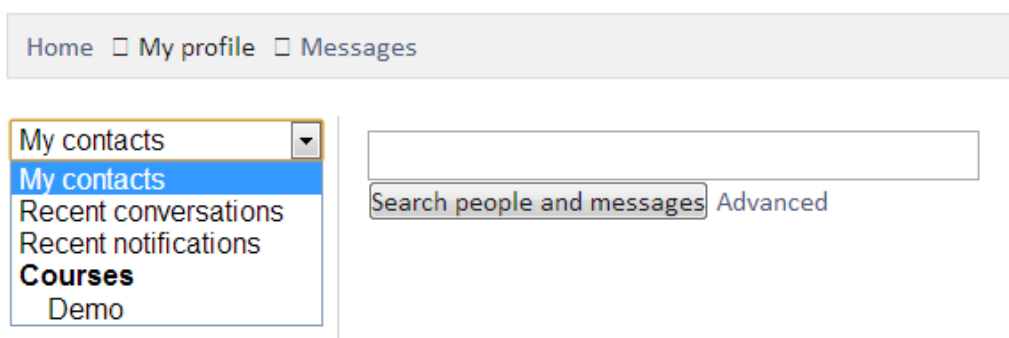 Home My profile Messages
My contacts
My contacts
Recent conversations
Recent notifications
Courses
Demo
Search people and messages Advanced